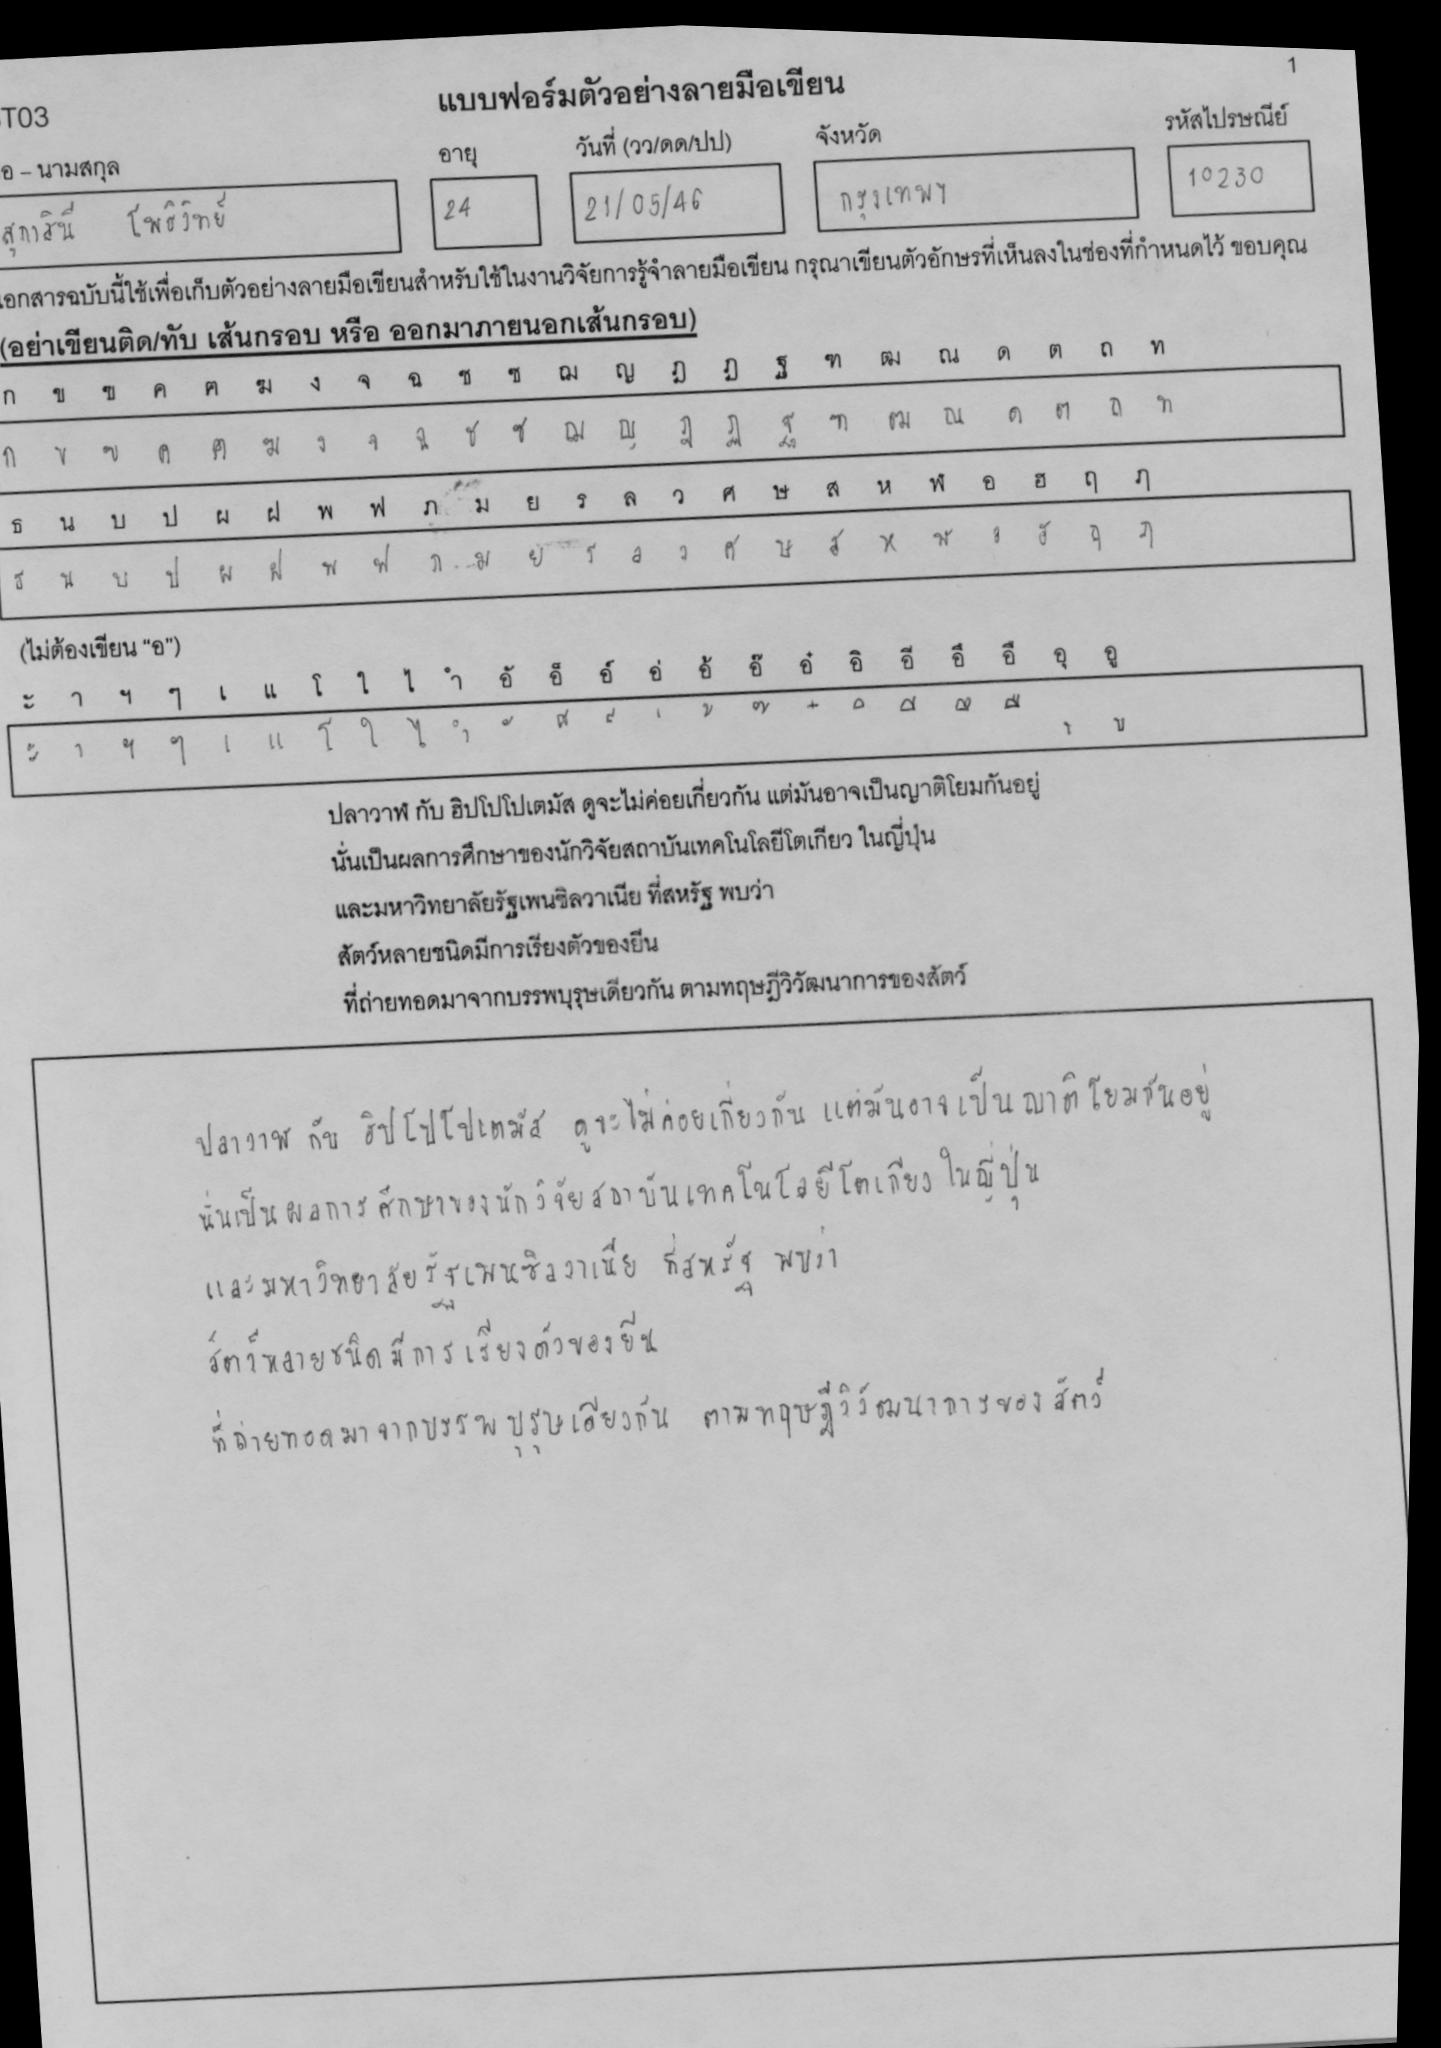 1
แบบฟอร์มตัวอย่างลายมือเขียน
T03
อ – นามสกุล อายุ วันที่ (วว/ดด/ปป) จังหวัด รหัสไปรษณีย์
สุภาสินี โพธิวิทย์ 24 21/05/46 กรุงเทพฯ 10230
เอกสารฉบับนี้ใช้เพื่อเก็บตัวอย่างลายมือเขียนสำหรับใช้ในงานวิจัยการรู้จำลายมือเขียน กรุณาเขียนตัวอักษรที่เห็นลงในช่องที่กำหนดไว้ ขอบคุณ
(อย่าเขียนติด/ทับ เส้นกรอบ หรือ ออกมาภายนอกเส้นกรอบ)
ก ข ฃ ค ฅ ฆ ง จ ฉ ช ซ ฌ ญ ฎ ฏ ฐ ฑ ฒ ณ ด ต ถ ท
ก ข ฃ ค ฅ ฆ ง จ ฉ ช ซ ฌ ญ ฎ ฏ ฐ ฑ ฒ ณ ด ต ถ ท
ธ น บ ป ผ ฝ พ ฟ ภ ม ย ร ล ว ศ ษ ส ห ฬ อ ฮ ฤ ฦ
ธ น บ ป ผ ฝ พ ฟ ภ ม ย ร ล ว ศ ษ ส ห ฬ อ ฮ ฤ ฦ
(ไม่ต้องเขียน “อ”)
ะ า ฯ ๆ เ แ โ ใ ไ ำ อั อ็ อ์ อ่ อ้ อ๊ อ๋ อิ อี อึ อื อุ อู
ะ า ฯ ๆ เ แ โ ใ ไ ำ ั ็ ์ ่ ้ ๊ ๋ ิ ี ึ ื ุ ู
ปลาวาฬ กับ ฮิปโปโปเตมัส ดูจะไม่ค่อยเกี่ยวกัน แต่มันอาจเป็นญาติโยมกันอยู่
นั่นเป็นผลการศึกษาของนักวิจัยสถาบันเทคโนโลยีโตเกียว ในญี่ปุ่น
และมหาวิทยาลัยรัฐเพนซิลวาเนีย ที่สหรัฐ พบว่า
สัตว์หลายชนิดมีการเรียงตัวของยีน
ที่ถ่ายทอดมาจากบรรพบุรุษเดียวกัน ตามทฤษฎีวิวัฒนาการของสัตว์
ปลาวาฬ กับ ฮิปโปโปเตมัส ดูจะไม่ค่อยเกี่ยวกัน แต่มันอาจเป็นญาติโยมกันอยู่
นั่นเป็นผลการศึกษาของนักวิจัยสถาบันเทคโนโลยีโตเกียว ในญี่ปุ่น
และมหาวิทยาลัยรัฐเพนซิลวาเนีย ที่สหรัฐ พบว่า
สัตว์หลายชนิดมีการเรียงตัวของยีน
ที่ถ่ายทอดมาจากบรรพบุรุษเดียวกัน ตามทฤษฎีวิวัฒนาการของสัตว์